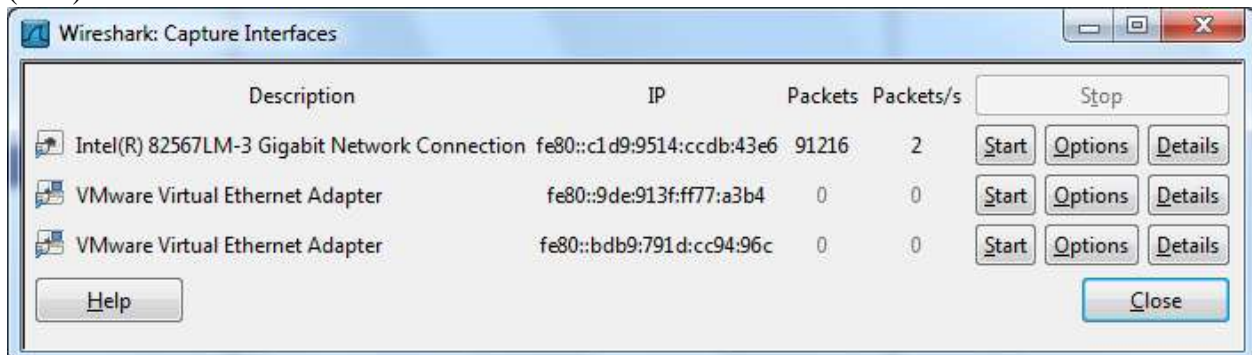 Wireshark: Capture Interfaces
Description IP Packets Packets/s Stop
Intel(R) 82567LM-3 Gigabit Network Connection fe80::c1d9:9514:ccdb:43e6 91216 2 Start Options Details
VMware Virtual Ethernet Adapter fe80::9de:913f:ff77:a3b4 0 0 Start Options Details
VMware Virtual Ethernet Adapter fe80::bdb9:791d:cc94:96c 0 0 Start Options Details
Help Close